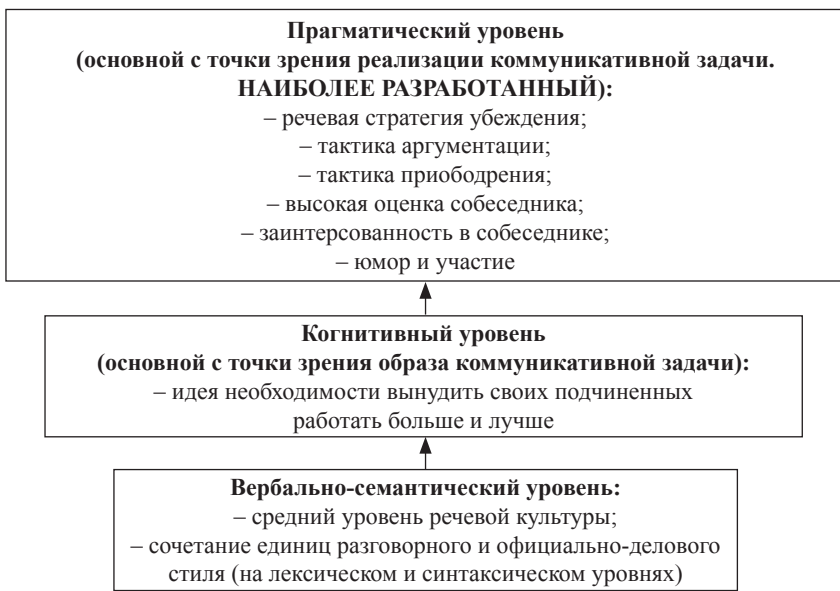 Прагматический уровень
(основной с точки зрения реализации коммуникативной задачи.
НАИБОЛЕЕ РАЗРАБОТАННЫЙ):
– речевая стратегия убеждения;
– тактика аргументации;
– тактика приободрения;
– высокая оценка собеседника;
– заинтерсованность в собеседнике;
– юмор и участие
Когнитивный уровень
(основной с точки зрения образа коммуникативной задачи):
– идея необходимости вынудить своих подчиненных
работать больше и лучше
Вербально-семантический уровень:
– средний уровень речевой культуры;
– сочетание единиц разговорного и официально-делового
стиля (на лексическом и синтаксическом уровнях)